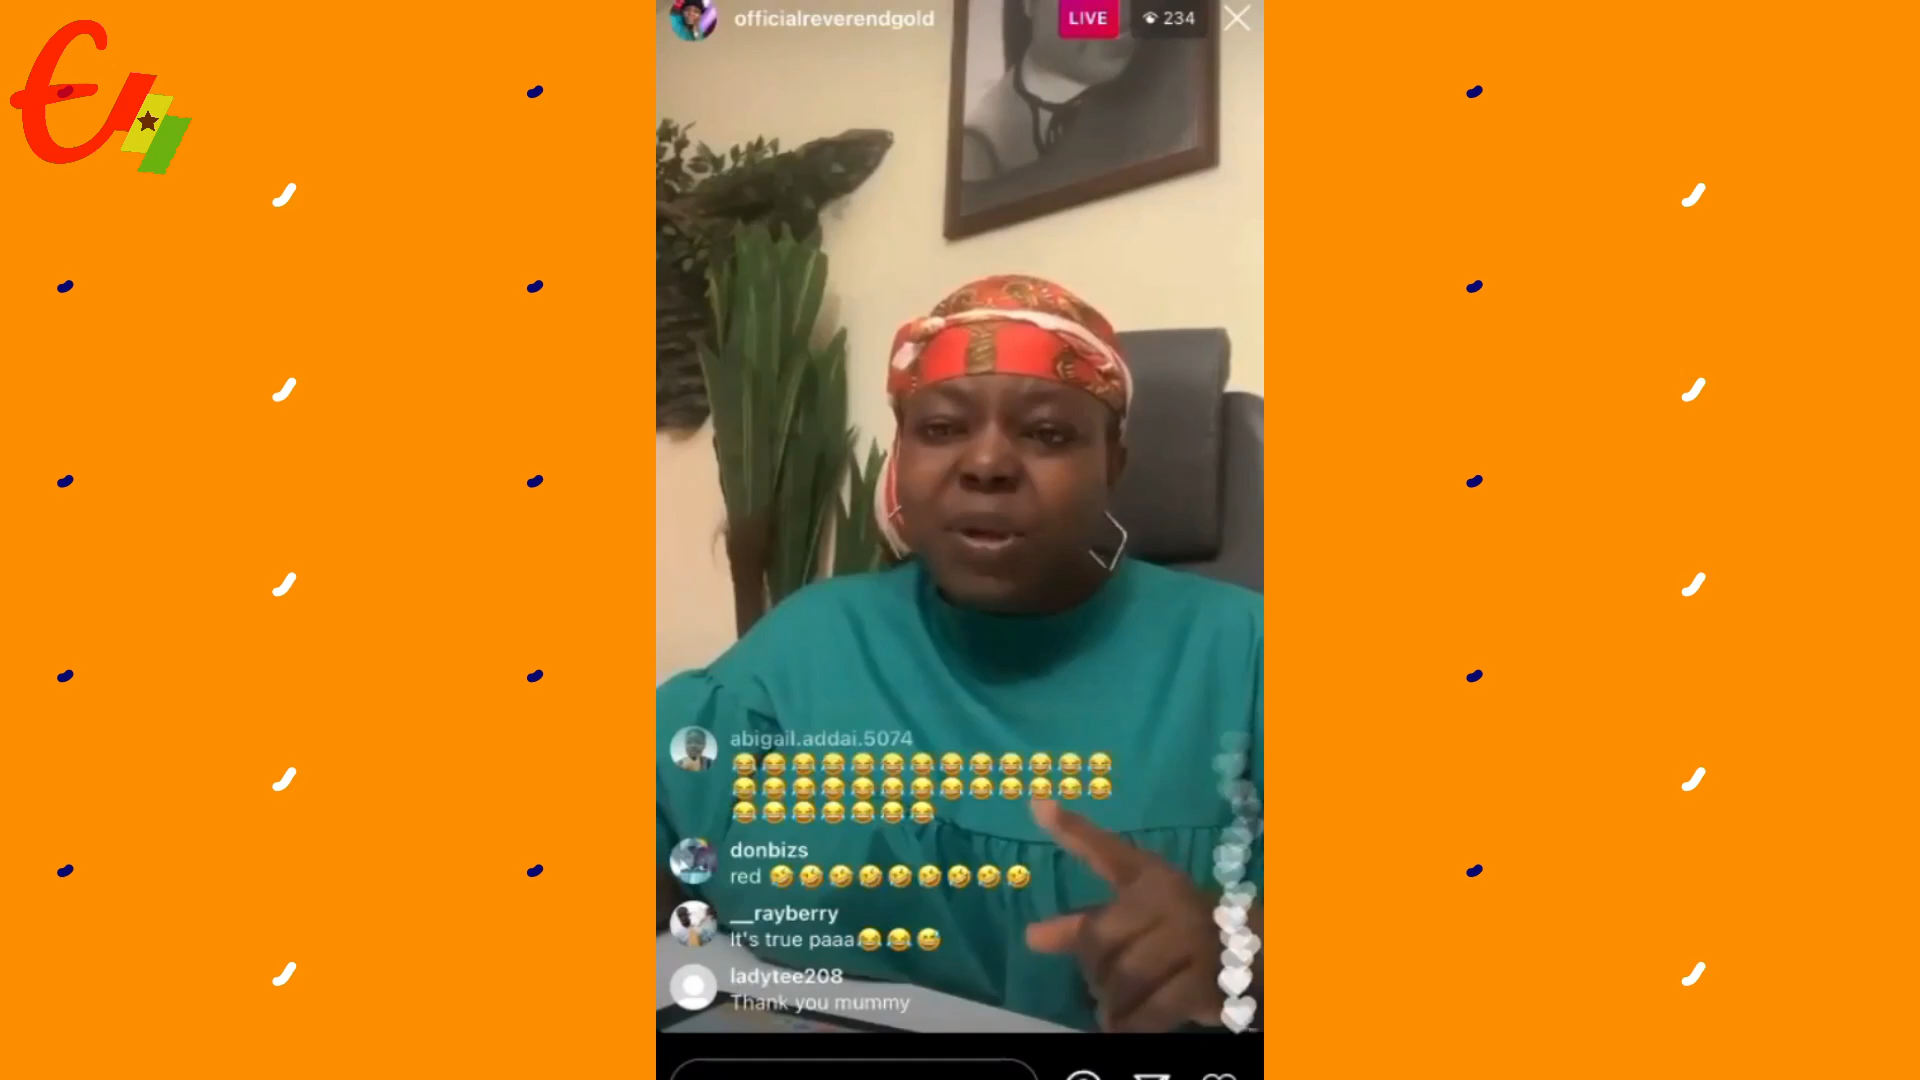 officialreverendgold
LIVE
234
abigail.addai.5074
😂😂😂😂😂😂😂😂😂😂😂😂😂
😂😂😂😂😂😂😂😂😂😂😂😂😂
😂😂😂😂😂😂😂
donbizs
red 🤣🤣🤣🤣🤣🤣🤣🤣🤣
__rayberry
It's true paaa😂😂😅
ladytee208
Thank you mummy